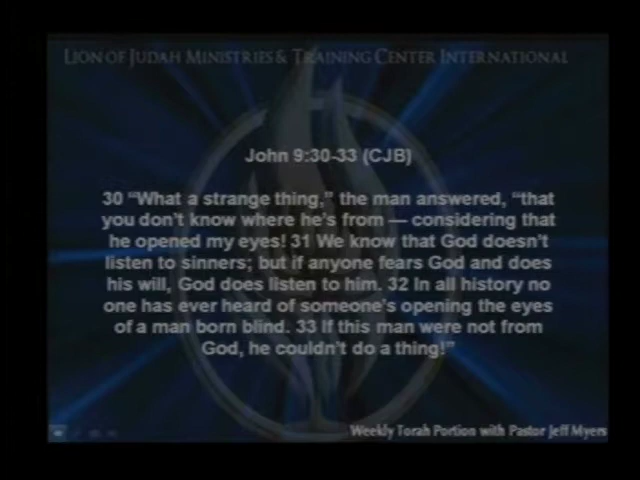 LION OF JUDAH MINISTRIES & TRAINING CENTER INTERNATIONAL
John 9:30-33 (CJB)
30 “What a strange thing,” the man answered, “that
you don’t know where he’s from — considering that
he opened my eyes! 31 We know that God doesn’t
listen to sinners; but if anyone fears God and does
his will, God does listen to him. 32 In all history no
one has ever heard of someone’s opening the eyes
of a man born blind. 33 If this man were not from
God, he couldn’t do a thing!”
Weekly Torah Portion with Pastor Jeff Myers